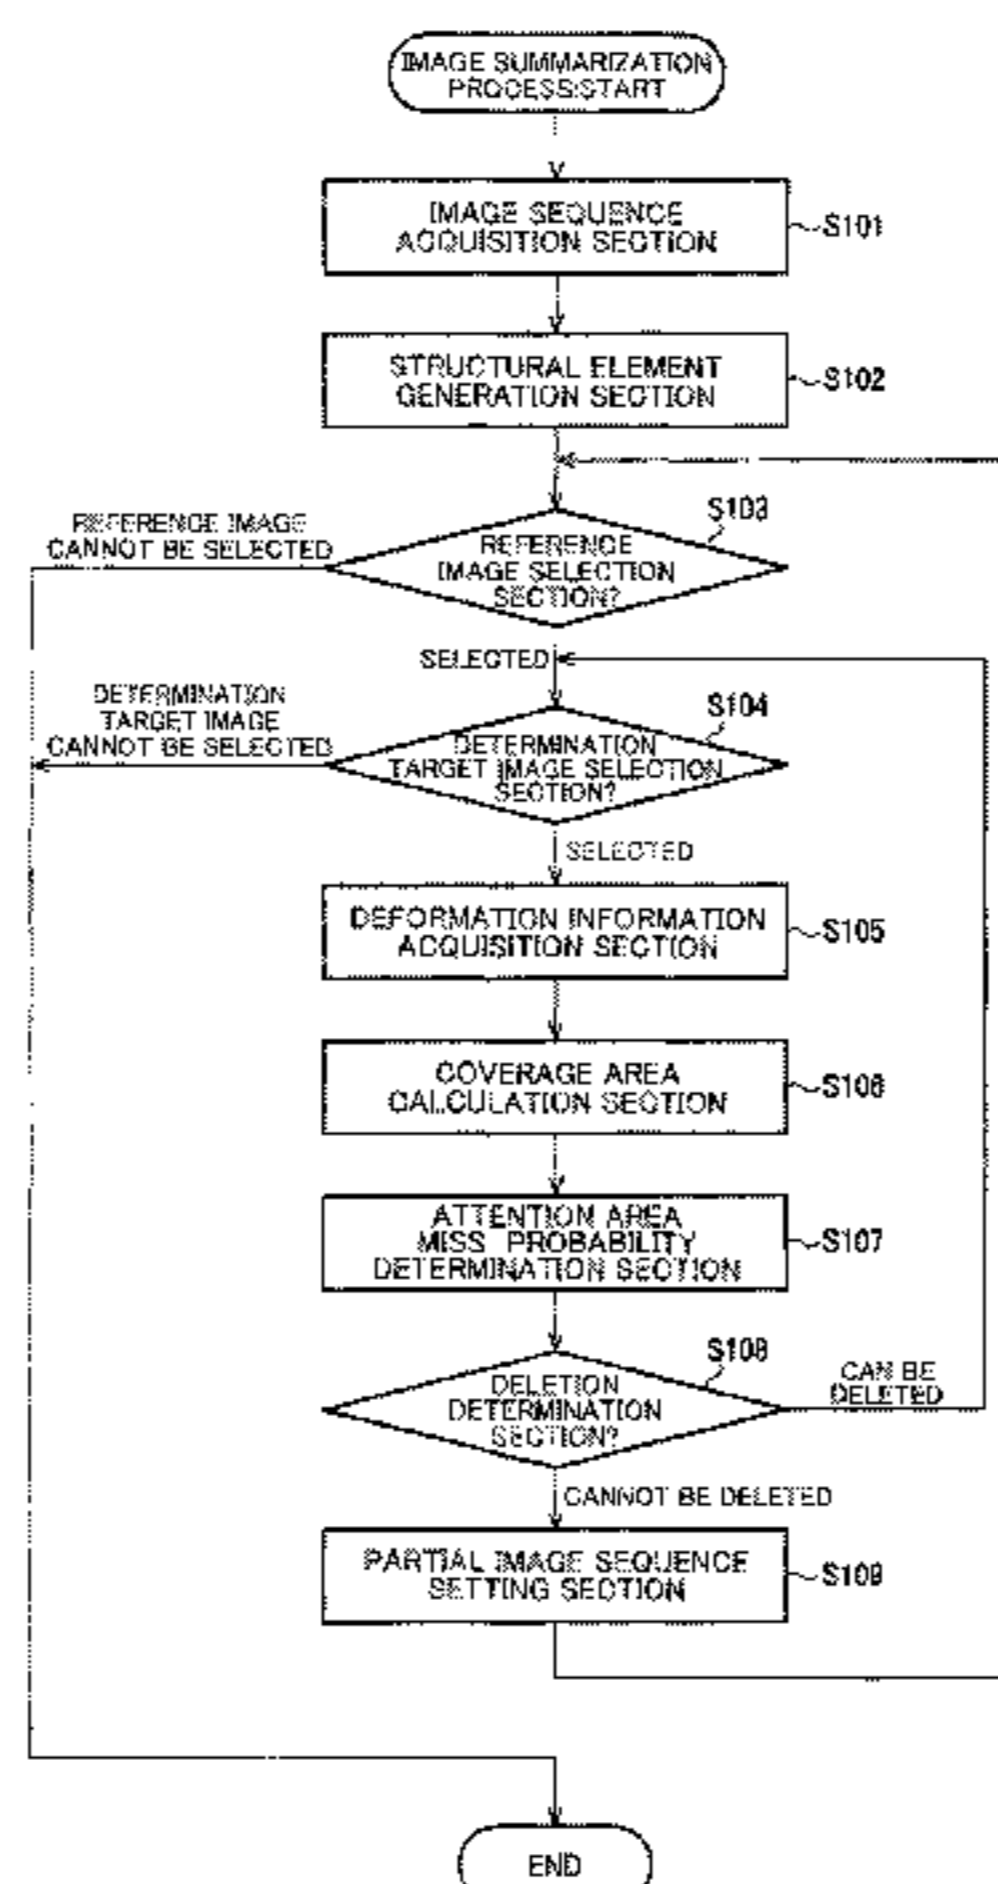 IMAGE SUMMARIZATION
PROCESS:START
IMAGE SEQUENCE
ACQUISITION SECTION
S101
STRUCTURAL ELEMENT
GENERATION SECTION
S102
S103
REFERENCE IMAGE
CANNOT BE SELECTED
REFERENCE
IMAGE SELECTION
SECTION?
SELECTED
DETERMINATION
TARGET IMAGE
CANNOT BE SELECTED
S104
DETERMINATION
TARGET IMAGE SELECTION
SECTION?
SELECTED
DEFORMATION INFORMATION
ACQUISITION SECTION
S105
COVERAGE AREA
CALCULATION SECTION
S106
ATTENTION AREA
MISS PROBABILITY
DETERMINATION SECTION
S107
S108
DELETION
DETERMINATION
SECTION?
CAN BE
DELETED
CANNOT BE DELETED
PARTIAL IMAGE SEQUENCE
SETTING SECTION
S109
END